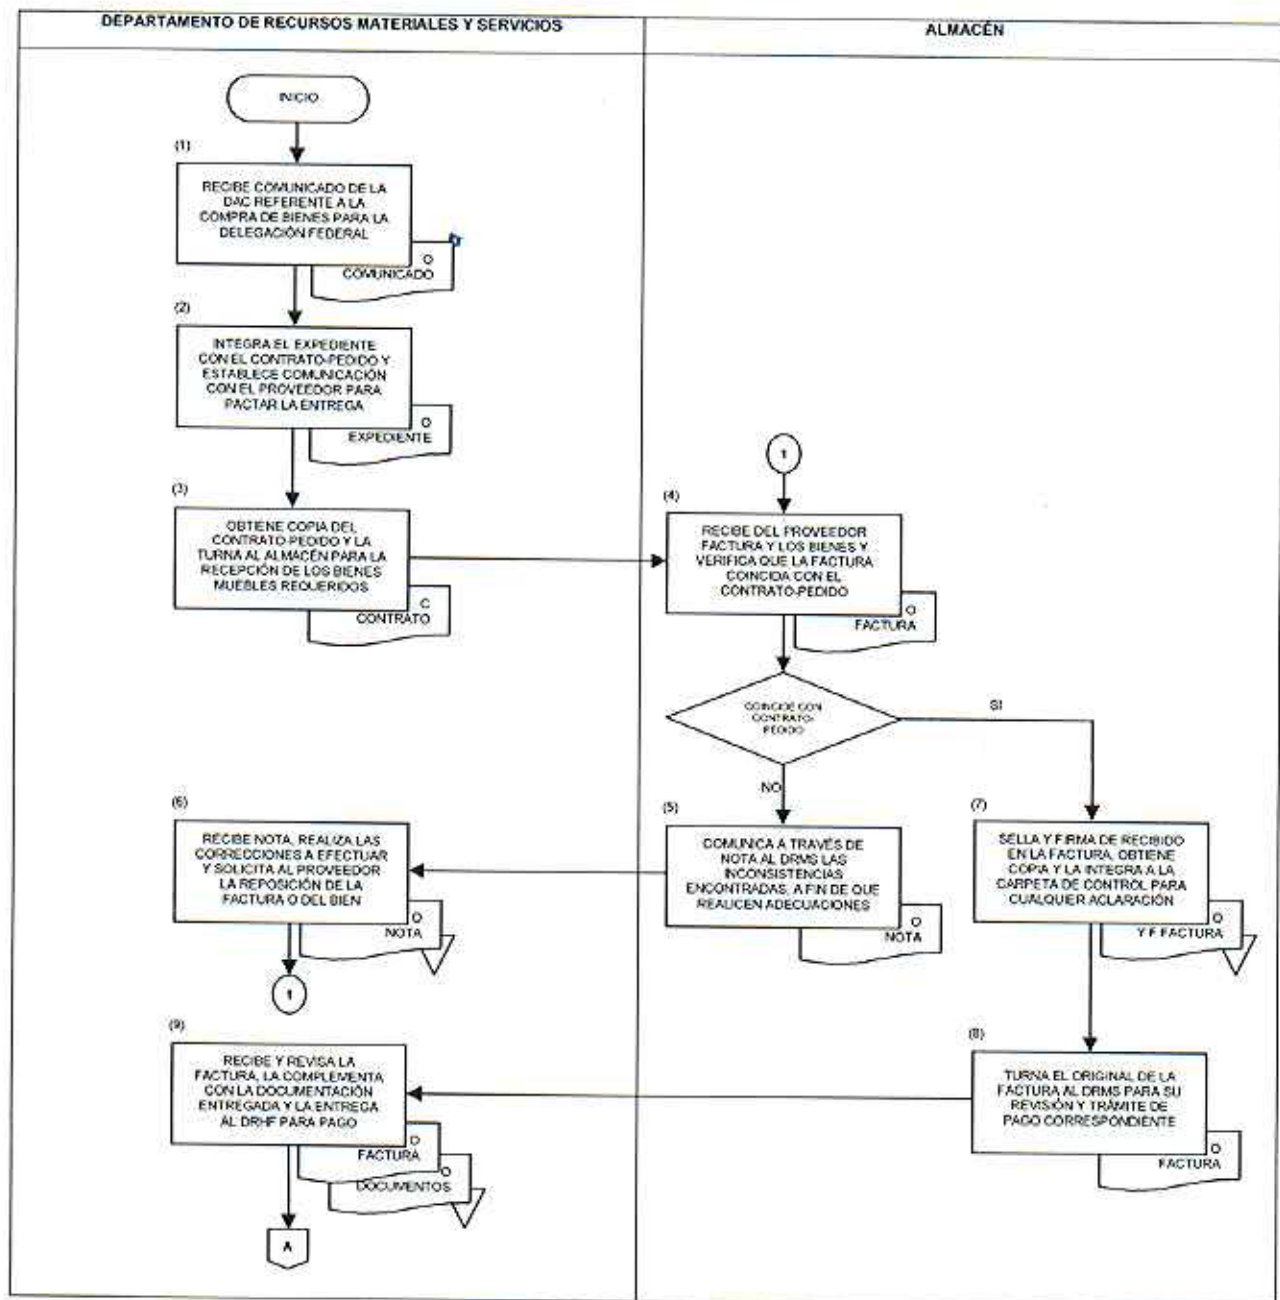 DEPARTAMENTO DE RECURSOS MATERIALES Y SERVICIOS
ALMACÉN
INICIO
(1)
RECIBE COMUNICADO DE LA
DAC REFERENTE A LA
COMPRA DE BIENES PARA LA
DELEGACIÓN FEDERAL
O
COMUNICADO
(2)
INTEGRA EL EXPEDIENTE
CON EL CONTRATO-PEDIDO Y
ESTABLECE COMUNICACIÓN
CON EL PROVEEDOR PARA
PACTAR LA ENTREGA
O
EXPEDIENTE
(3)
OBTIENE COPIA DEL
CONTRATO-PEDIDO Y LA
TURNA AL ALMACÉN PARA LA
RECEPCIÓN DE LOS BIENES
MUEBLES REQUERIDOS
C
CONTRATO
1
(4)
RECIBE DEL PROVEEDOR
FACTURA Y LOS BIENES Y
VERIFICA QUE LA FACTURA
COINCIDA CON EL
CONTRATO-PEDIDO
O
FACTURA
COINCIDE CON
CONTRATO-
PEDIDO
SI
NO
(5)
COMUNICA A TRAVÉS DE
NOTA AL DRMS LAS
INCONSISTENCIAS
ENCONTRADAS, A FIN DE QUE
REALICEN ADECUACIONES
O
NOTA
(6)
RECIBE NOTA, REALIZA LAS
CORRECCIONES A EFECTUAR
Y SOLICITA AL PROVEEDOR
LA REPOSICIÓN DE LA
FACTURA O DEL BIEN
O
NOTA
1
(7)
SELLA Y FIRMA DE RECIBIDO
EN LA FACTURA, OBTIENE
COPIA Y LA INTEGRA A LA
CARPETA DE CONTROL PARA
CUALQUIER ACLARACIÓN
O
Y F FACTURA
(8)
TURNA EL ORIGINAL DE LA
FACTURA AL DRMS PARA SU
REVISIÓN Y TRÁMITE DE
PAGO CORRESPONDIENTE
O
FACTURA
(9)
RECIBE Y REVISA LA
FACTURA, LA COMPLEMENTA
CON LA DOCUMENTACIÓN
ENTREGADA Y LA ENTREGA
AL DRHF PARA PAGO
O
FACTURA
O
DOCUMENTOS
A